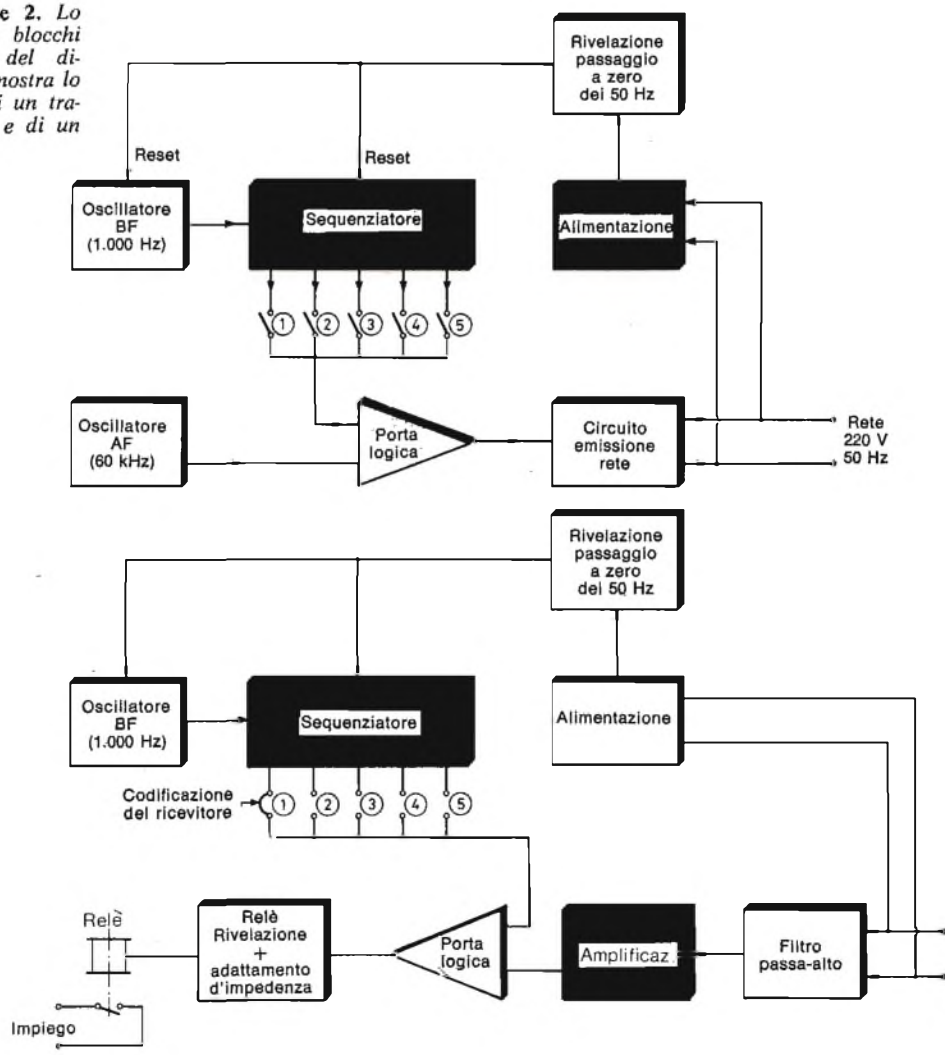 e 2. Lo
blocchi
del di-
nostra lo
i un tra-
e di un
Rivelazione
passaggio
a zero
dei 50 Hz
Reset
Reset
Oscillatore
BF
(1.000 Hz)
Sequenziatore
Alimentazione
1
2
3
4
5
Oscillatore
AF
(60 kHz)
Porta
logica
Circuito
emissione
rete
Rete
220 V
50 Hz
Rivelazione
passaggio
a zero
dei 50 Hz
Oscillatore
BF
(1.000 Hz)
Sequenziatore
Alimentazione
Codificazione
del ricevitore
1
2
3
4
5
Relè
Relè
Rivelazione
+
adattamento
d'impedenza
Porta
logica
Amplificaz.
Filtro
passa-alto
Impiego